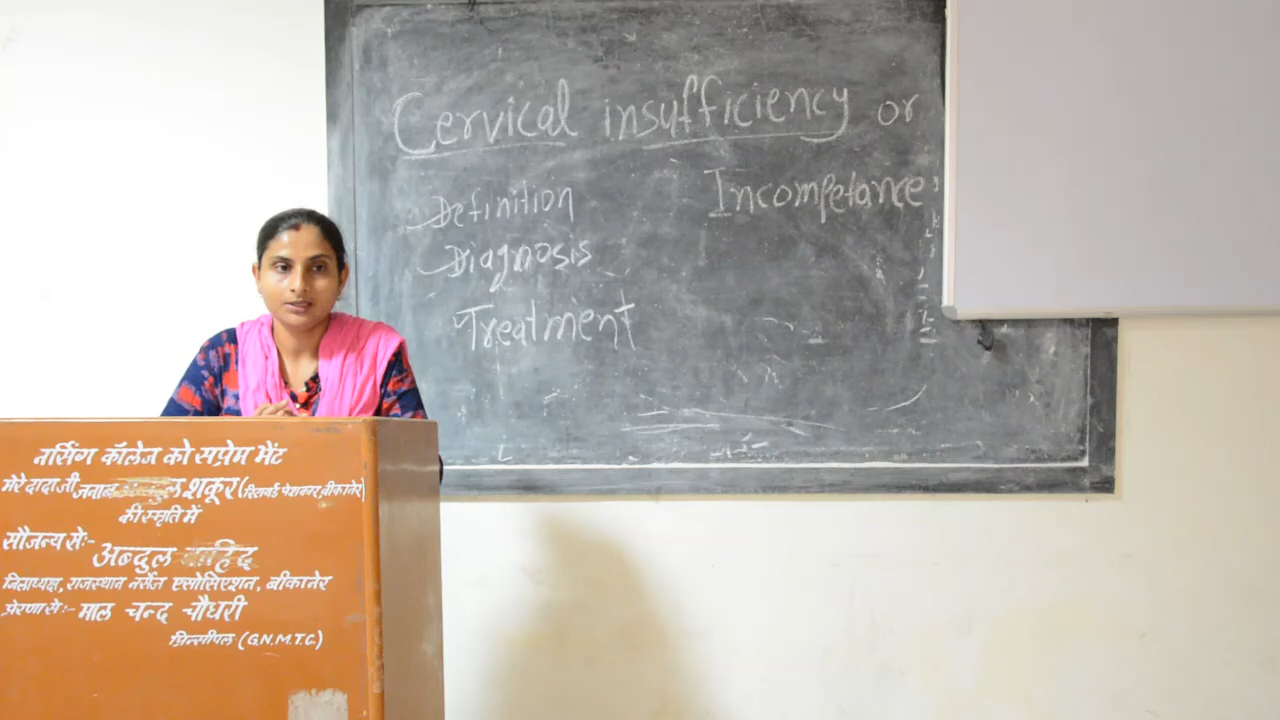 Cervical insufficiency or
Incompetance
Definition
Diagnosis
Treatment
नर्सिंग कॉलेज को सप्रेम भेंट
मेरे दादाजी जनाब शकूर (रिटायर्ड पेशकार, बीकानेर)
की स्मृति में
सौजन्य से:-
अब्दुल
जिलाध्यक्ष, राजस्थान नर्सेज एसोसिएशन, बीकानेर
प्रेरणा से:- माल चन्द चौधरी
प्रिन्सीपल (G.N.M.T.C.)